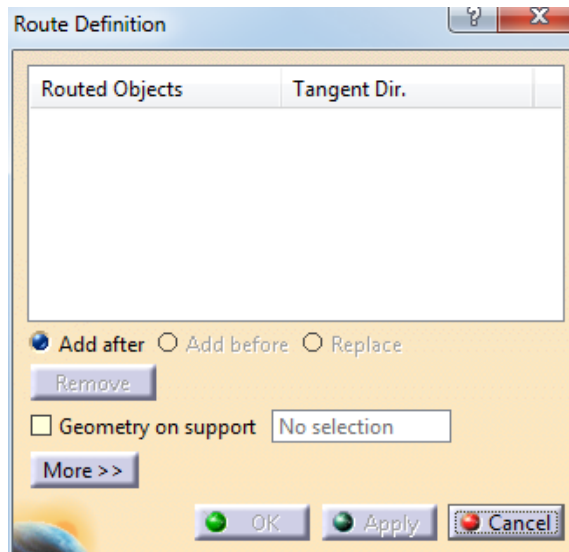 Route Definition
Routed Objects Tangent Dir.
Add after Add before Replace
Remove
Geometry on support No selection
More >>
OK Apply Cancel